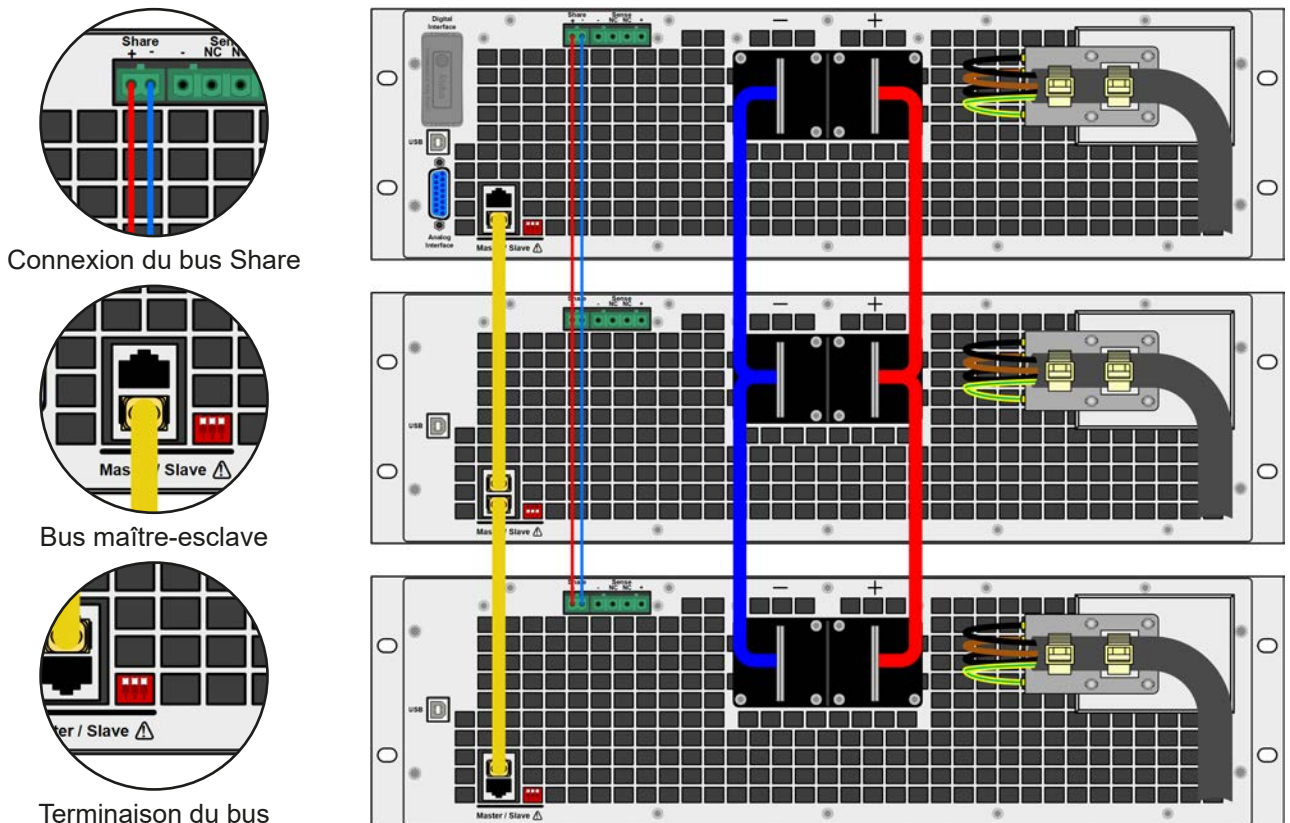 Share
+ -
- NC N
Connexion du bus Share
Master / Slave
Bus maître-esclave
ter / Slave
Terminaison du bus
Digital
Interface
Share
Sense
+ - - NC NC +
- +
USB
Analog
Interface
Master / Slave
Share
Sense
- NC NC +
- +
USB
Master / Slave
Share
Sense
- NC NC +
- +
USB
Master / Slave